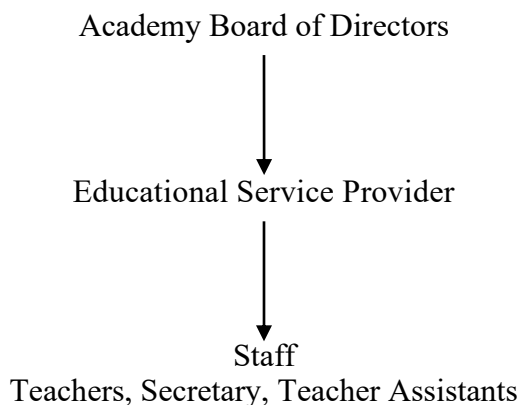 Academy Board of Directors
Educational Service Provider
Staff
Teachers, Secretary, Teacher Assistants